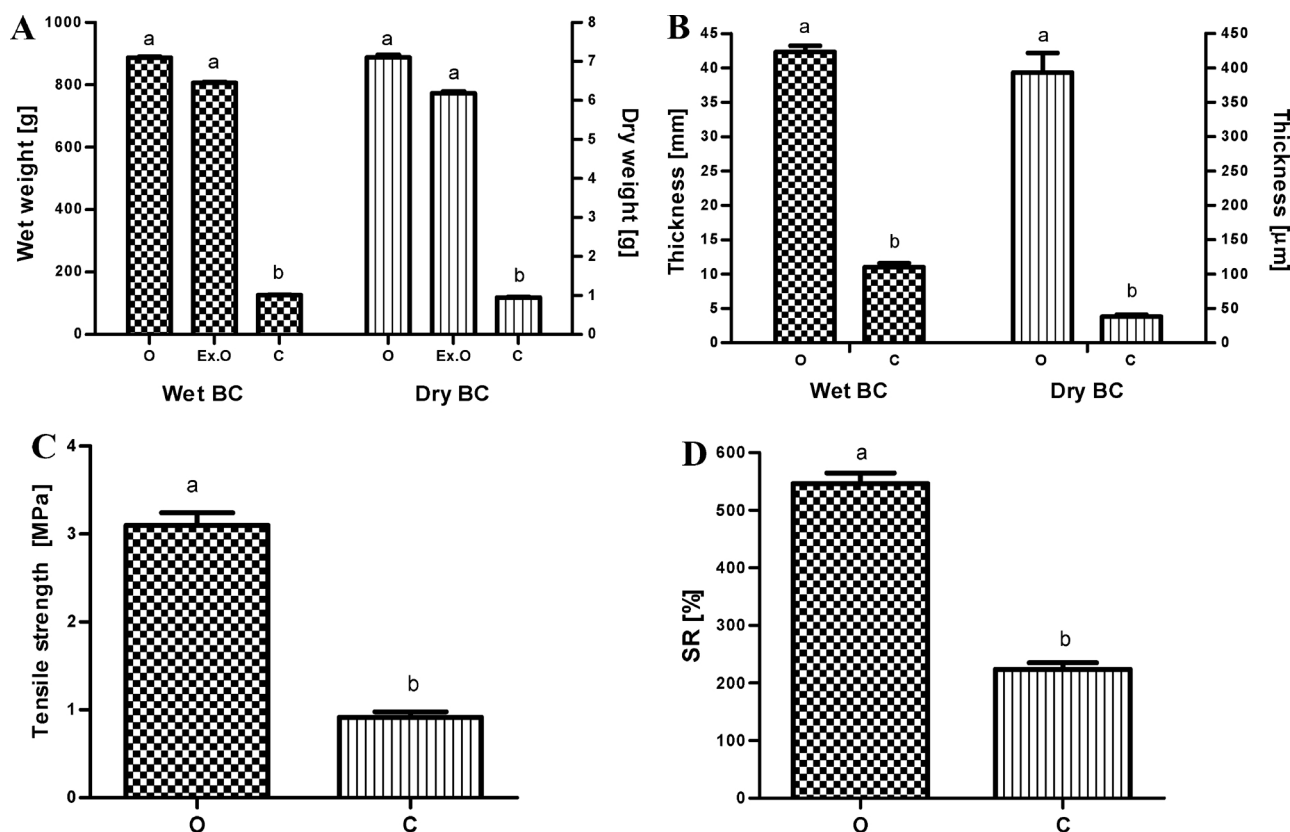 A
Wet weight [g]
1000
800
600
400
200
0
a
a
b
a
a
b
8
7
6
5
4
3
2
1
0
Dry weight [g]
O Ex.O C O Ex.O C
Wet BC Dry BC
B
Thickness [mm]
45
40
35
30
25
20
15
10
5
0
a
b
a
b
450
400
350
300
250
200
150
100
50
0
Thickness [μm]
O C O C
Wet BC Dry BC
C
Tensile strength [MPa]
4
3
2
1
0
a
b
O C
D
SR [%]
600
500
400
300
200
100
0
a
b
O C